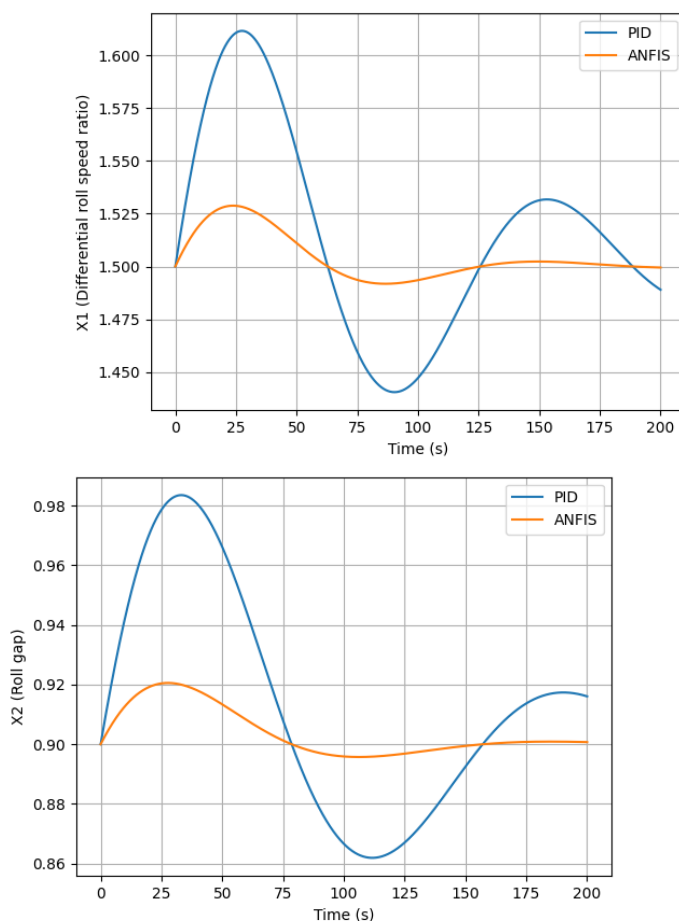 PID
ANFIS
1.600
1.575
1.550
1.525
1.500
1.475
1.450
X1 (Differential roll speed ratio)
0 25 50 75 100 125 150 175 200
Time (s)
PID
ANFIS
0.98
0.96
0.94
0.92
0.90
0.88
0.86
X2 (Roll gap)
0 25 50 75 100 125 150 175 200
Time (s)